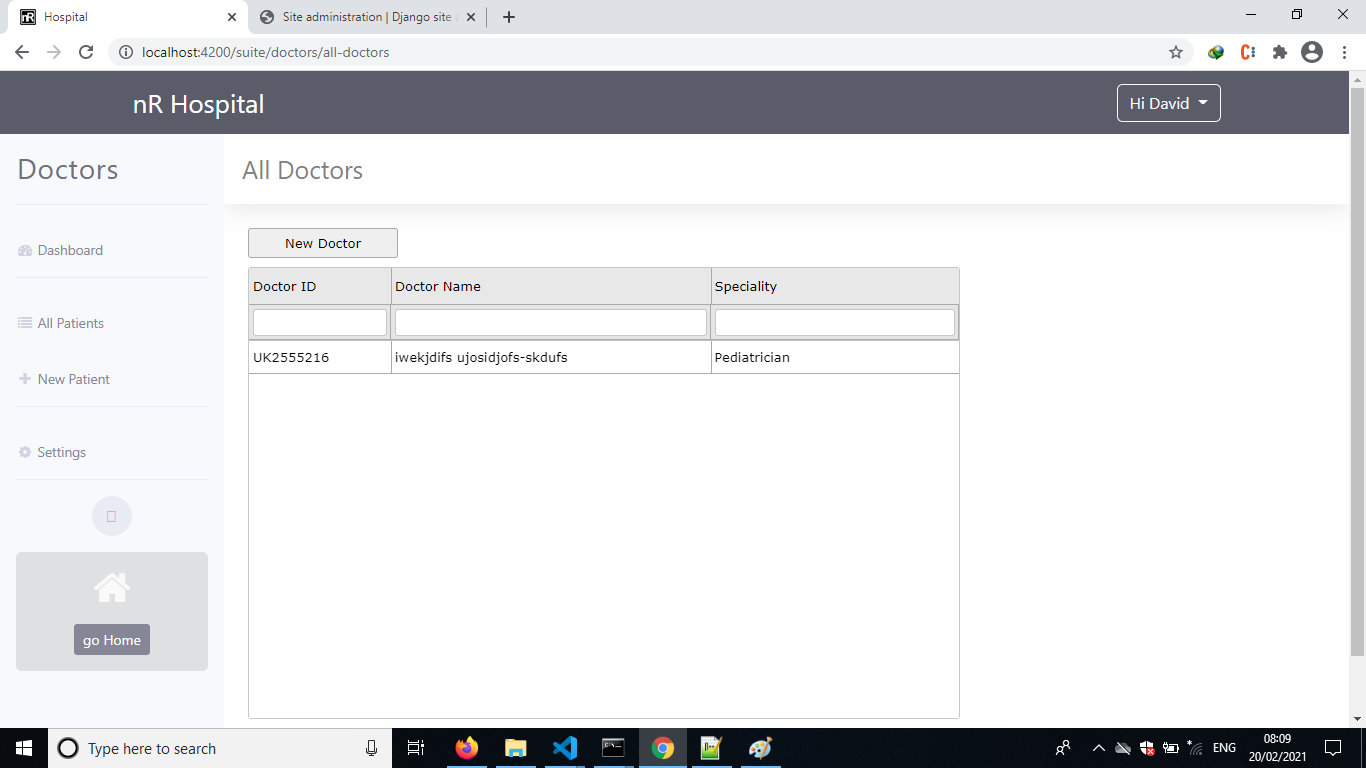 Hospital
Site administration | Django site
localhost:4200/suite/doctors/all-doctors
nR Hospital
Hi David
Doctors
All Doctors
Dashboard
All Patients
New Patient
Settings
go Home
New Doctor
Doctor ID Doctor Name Speciality
UK2555216 iwekjdifs ujosidjofs-skdufs Pediatrician
Type here to search
ENG
08:09
20/02/2021